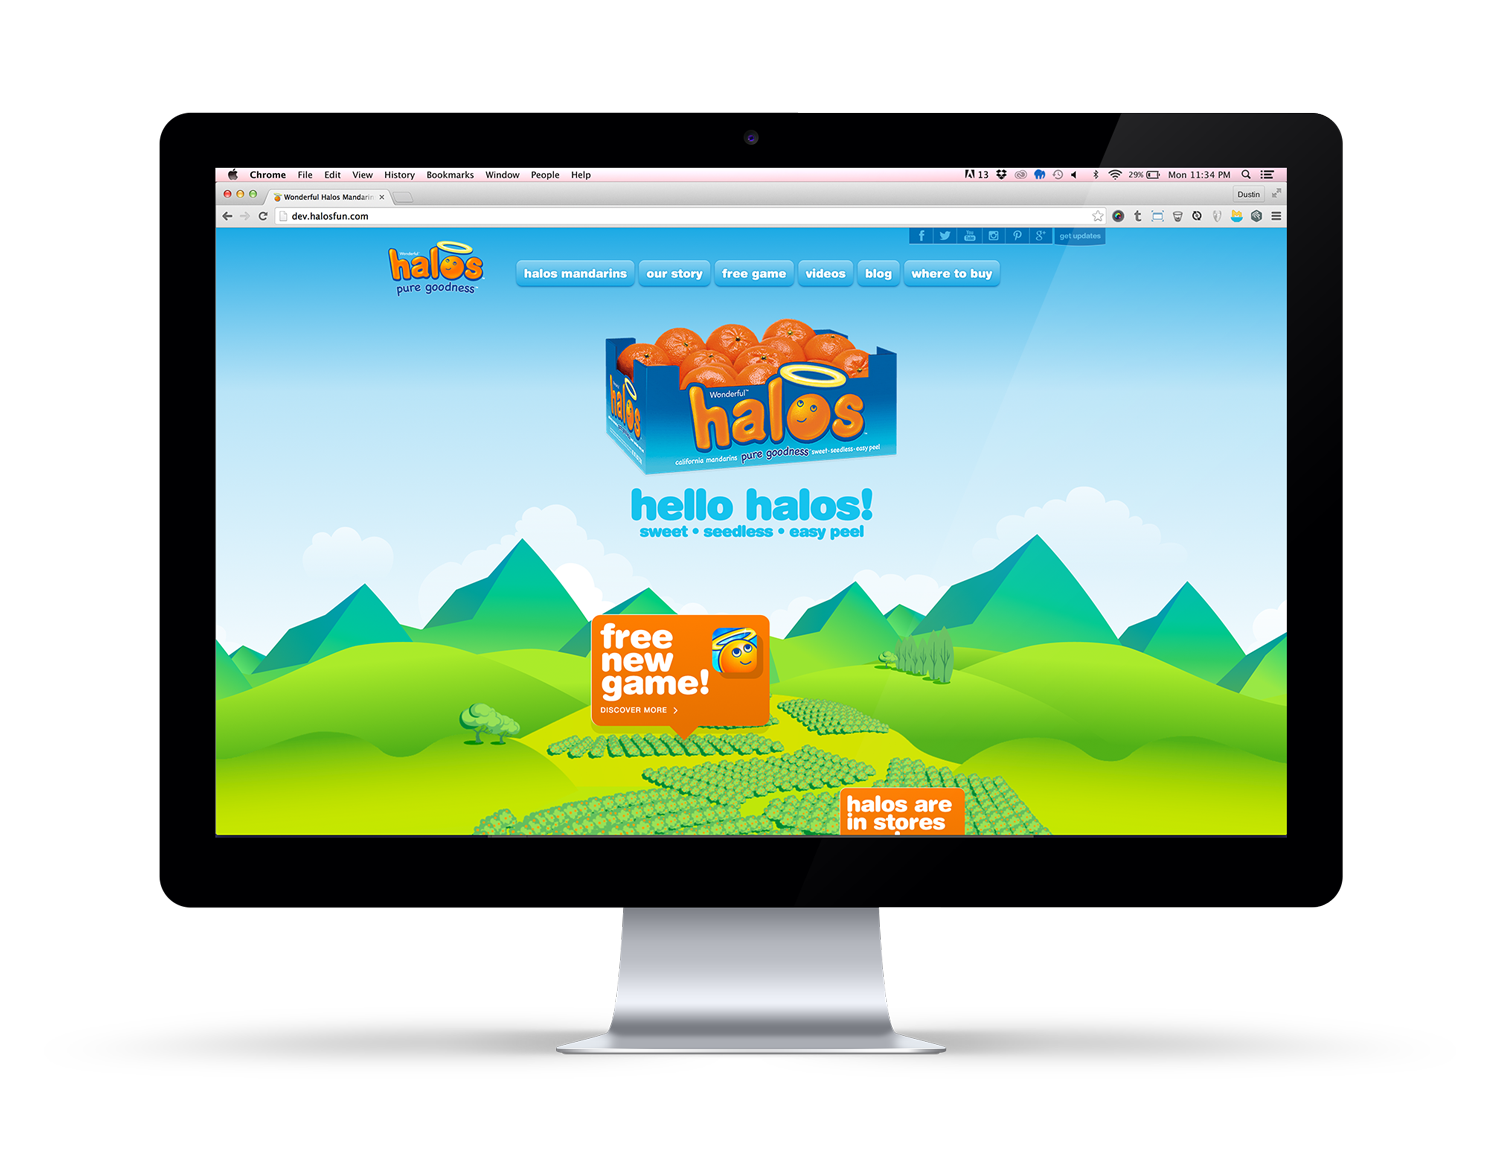 Chrome File Edit View History Bookmarks Window People Help
13 29% Mon 11:34 PM
Wonderful Halos Mandarin
Dustin
dev.halosfun.com
get updates
Wonderful
halos
pure goodness
halos mandarins our story free game videos blog where to buy
Wonderful™
halos
halos
california mandarins pure goodness sweet·seedless·easy peel
hello halos!
sweet • seedless • easy peel
free
new
game!
DISCOVER MORE >
halos are
in stores